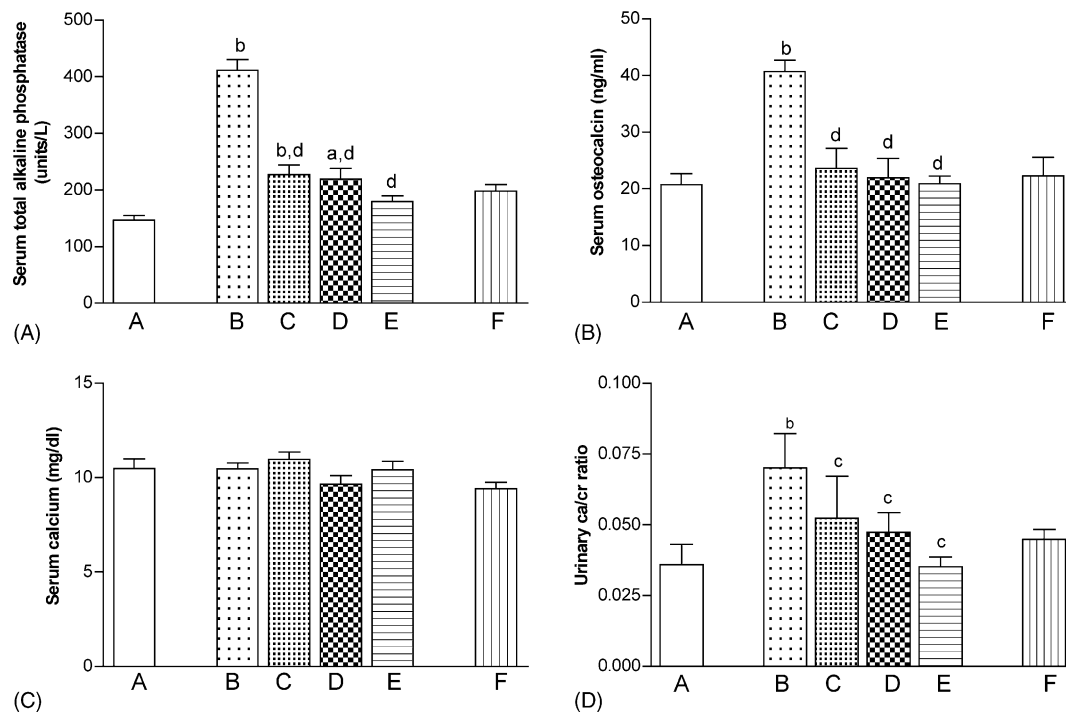 Serum total alkaline phosphatase
(units/L)
500
400
300
200
100
0
b
b,d
a,d
d
A B C D E F
(A)
Serum osteocalcin (ng/ml)
50
40
30
20
10
0
b
d
d
d
A B C D E F
(B)
Serum calcium (mg/dl)
15
10
5
0
A B C D E F
(C)
Urinary ca/cr ratio
0.100
0.075
0.050
0.025
0.000
b
c
c
c
A B C D E F
(D)